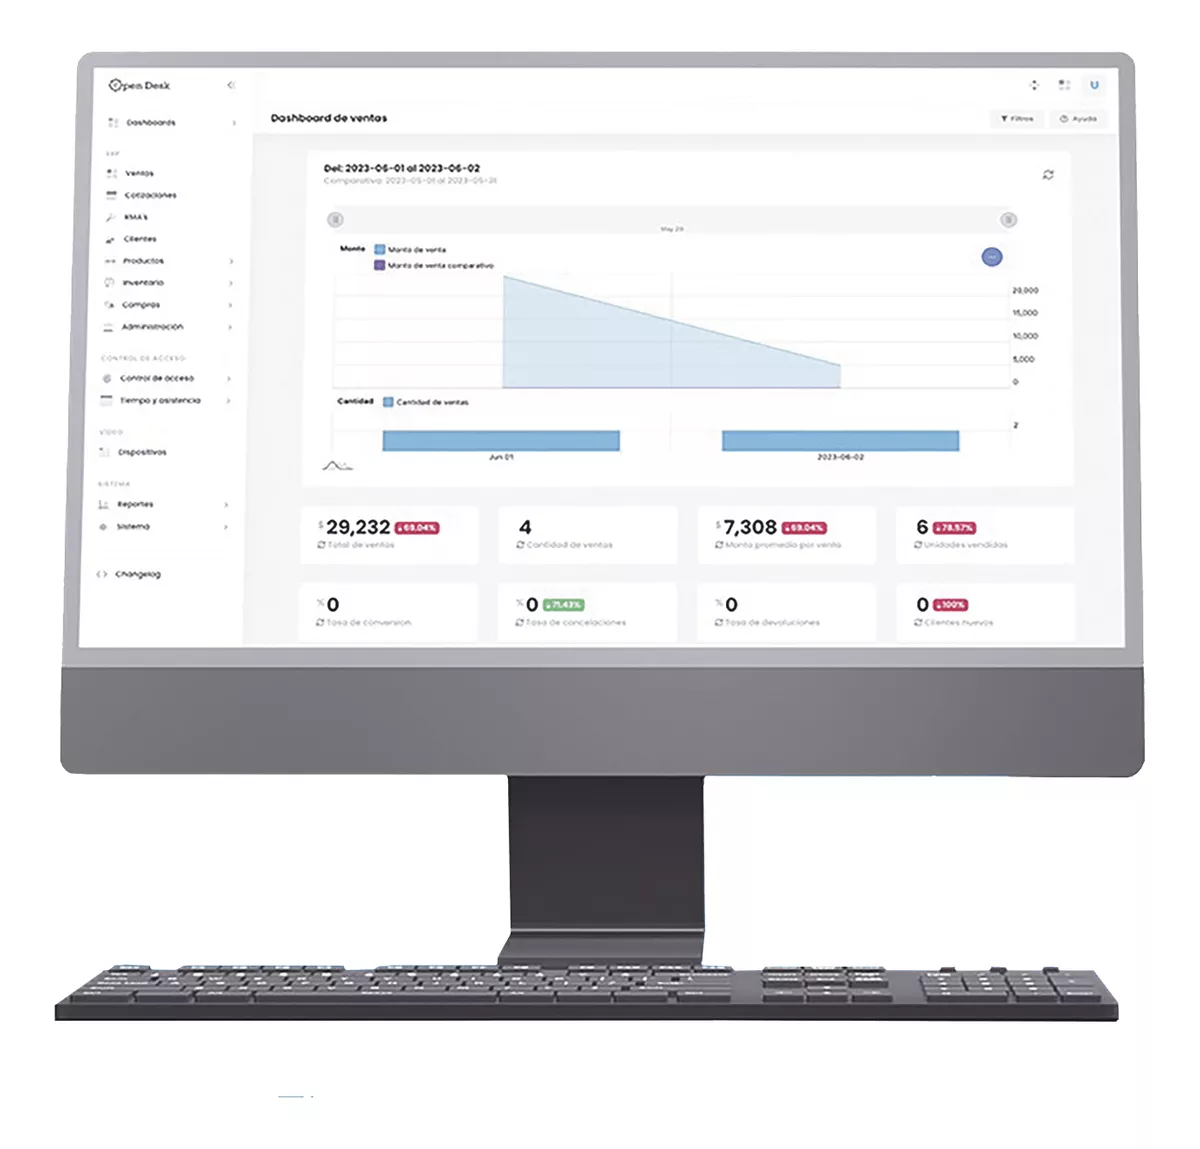 Open Desk
Dashboards
ERP
Ventas
Cotizaciones
RMA's
Clientes
Productos
Inventario
Compras
Administración
CONTROL DE ACCESO
Control de acceso
Tiempo y asistencia
VIDEO
Dispositivos
SISTEMA
Reportes
Sistema
Changelog
Dashboard de ventas
Filtros
Ayuda
Del: 2023-06-01 al 2023-06-02
Comparativa: 2023-05-01 al 2023-05-31
May 29
Monto
Monto de venta
Monto de venta comparativo
20,000
15,000
10,000
5,000
0
Cantidad
Cantidad de ventas
2
Jun 01
2023-06-02
$ 29,232 69.04%
Total de ventas
4
Cantidad de ventas
$ 7,308 69.04%
Monto promedio por venta
6 78.57%
Unidades vendidas
% 0
Tasa de conversion
% 0 71.43%
Tasa de cancelaciones
% 0
Tasa de devoluciones
0 100%
Clientes nuevos